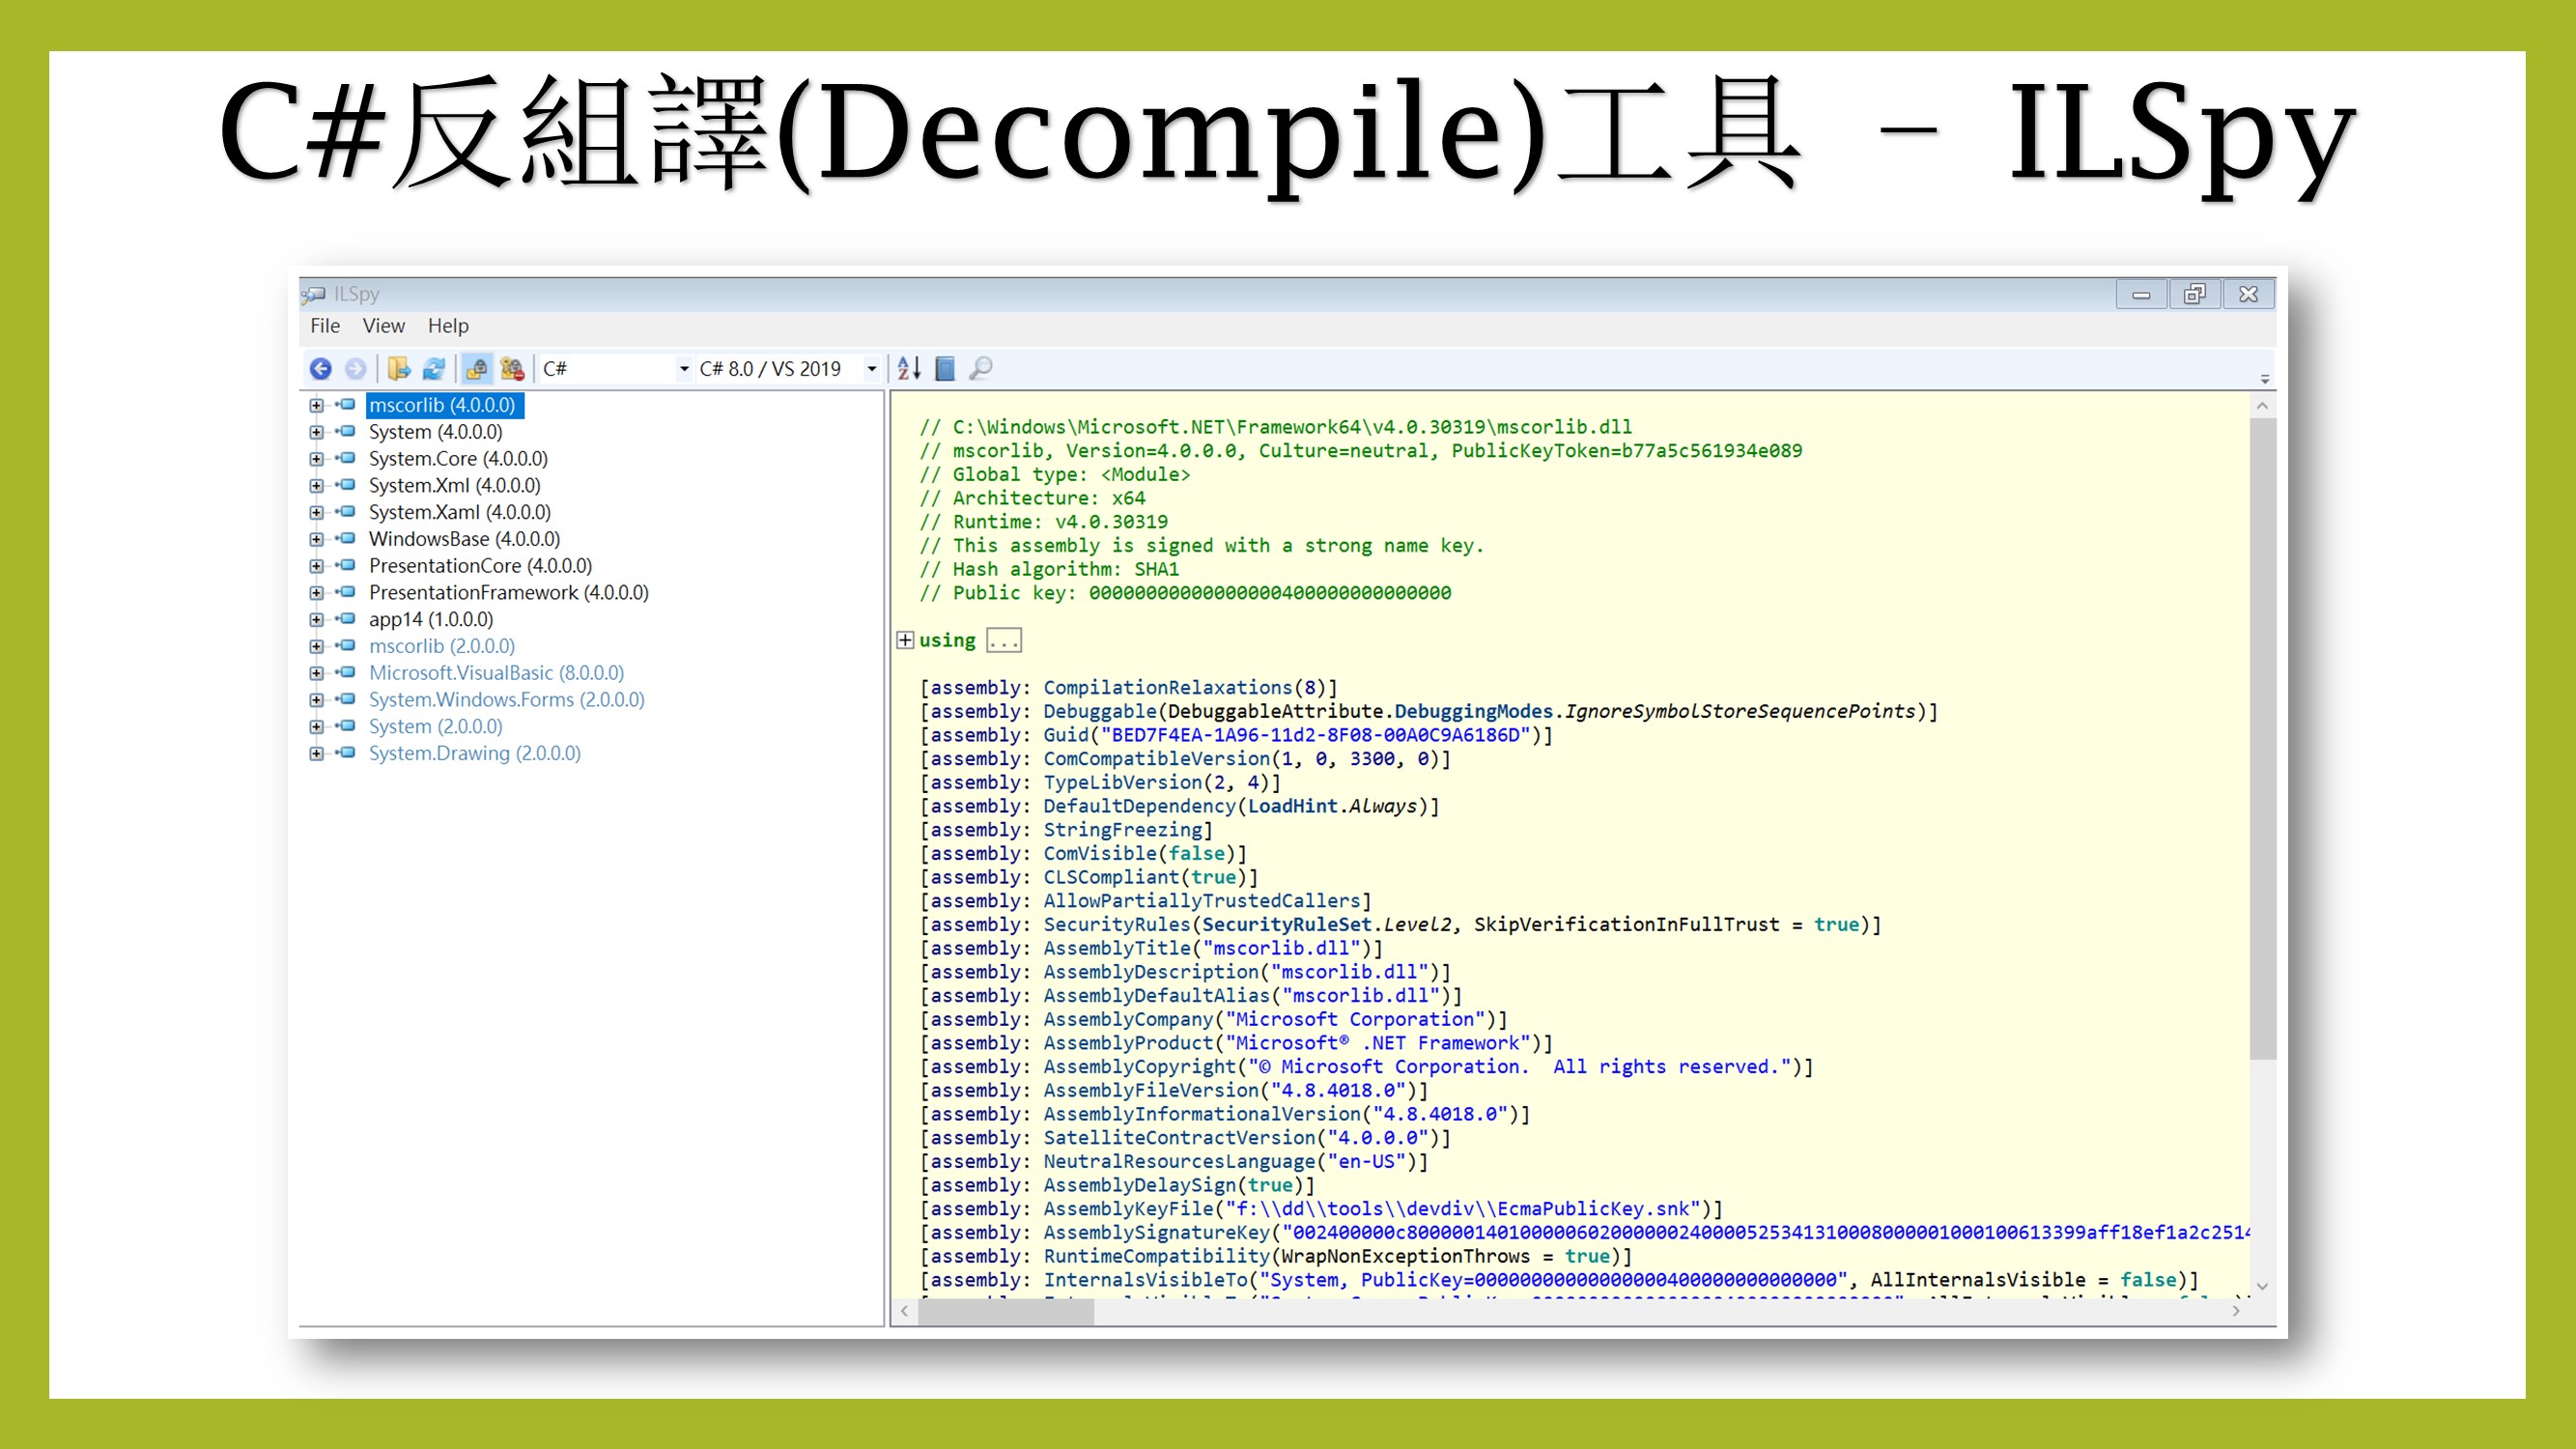 C#反組譯(Decompile)工具 - ILSpy
ILSpy
File View Help
C# C# 8.0 / VS 2019
mscorlib (4.0.0.0)
System (4.0.0.0)
System.Core (4.0.0.0)
System.Xml (4.0.0.0)
System.Xaml (4.0.0.0)
WindowsBase (4.0.0.0)
PresentationCore (4.0.0.0)
PresentationFramework (4.0.0.0)
app14 (1.0.0.0)
mscorlib (2.0.0.0)
Microsoft.VisualBasic (8.0.0.0)
System.Windows.Forms (2.0.0.0)
System (2.0.0.0)
System.Drawing (2.0.0.0)
// C:\Windows\Microsoft.NET\Framework64\v4.0.30319\mscorlib.dll
// mscorlib, Version=4.0.0.0, Culture=neutral, PublicKeyToken=b77a5c561934e089
// Global type: <Module>
// Architecture: x64
// Runtime: v4.0.30319
// This assembly is signed with a strong name key.
// Hash algorithm: SHA1
// Public key: 00000000000000000400000000000000
using ...
[assembly: CompilationRelaxations(8)]
[assembly: Debuggable(DebuggableAttribute.DebuggingModes.IgnoreSymbolStoreSequencePoints)]
[assembly: Guid("BED7F4EA-1A96-11d2-8F08-00A0C9A6186D")]
[assembly: ComCompatibleVersion(1, 0, 3300, 0)]
[assembly: TypeLibVersion(2, 4)]
[assembly: DefaultDependency(LoadHint.Always)]
[assembly: StringFreezing]
[assembly: ComVisible(false)]
[assembly: CLSCompliant(true)]
[assembly: AllowPartiallyTrustedCallers]
[assembly: SecurityRules(SecurityRuleSet.Level2, SkipVerificationInFullTrust = true)]
[assembly: AssemblyTitle("mscorlib.dll")]
[assembly: AssemblyDescription("mscorlib.dll")]
[assembly: AssemblyDefaultAlias("mscorlib.dll")]
[assembly: AssemblyCompany("Microsoft Corporation")]
[assembly: AssemblyProduct("Microsoft® .NET Framework")]
[assembly: AssemblyCopyright("© Microsoft Corporation.  All rights reserved.")]
[assembly: AssemblyFileVersion("4.8.4018.0")]
[assembly: AssemblyInformationalVersion("4.8.4018.0")]
[assembly: SatelliteContractVersion("4.0.0.0")]
[assembly: NeutralResourcesLanguage("en-US")]
[assembly: AssemblyDelaySign(true)]
[assembly: AssemblyKeyFile("f:\\dd\\tools\\devdiv\\EcmaPublicKey.snk")]
[assembly: AssemblySignatureKey("002400000c800000140100000602000000240000525341310008000001000100613399aff18ef1a2c2514
[assembly: RuntimeCompatibility(WrapNonExceptionThrows = true)]
[assembly: InternalsVisibleTo("System, PublicKey=00000000000000000400000000000000", AllInternalsVisible = false)]